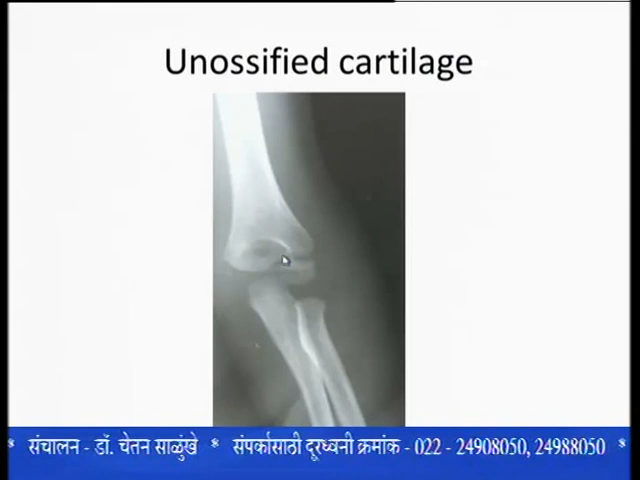 Unossified cartilage
* संचालन - डॉ. चेतन साळुंखे * संपर्कासाठी दूरध्वनी क्रमांक - 022 - 24908050, 24988050 *